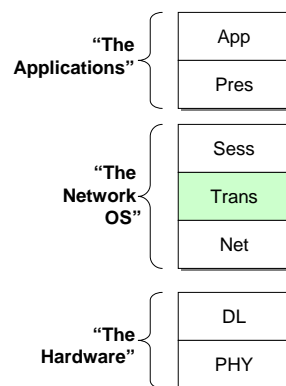 “The
Applications”
App
Pres
“The
Network
OS”
Sess
Trans
Net
“The
Hardware”
DL
PHY